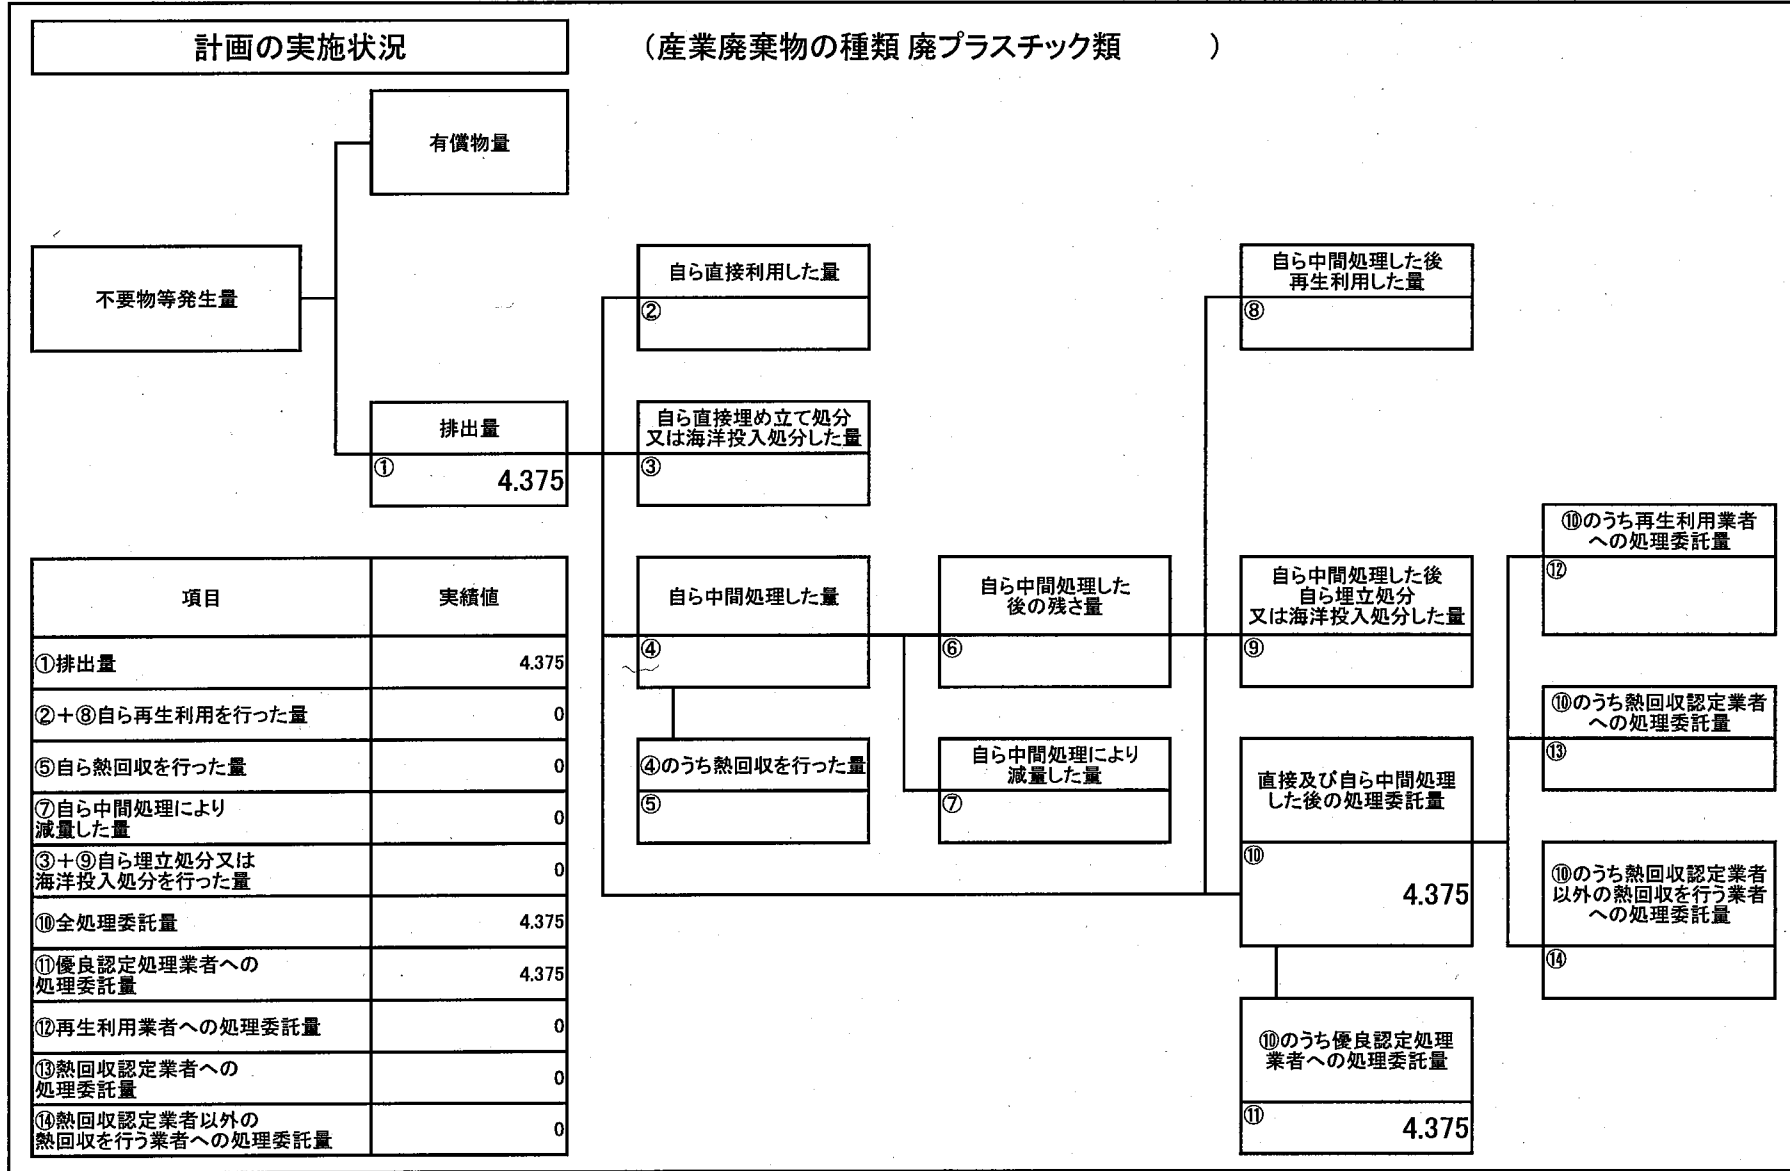 計画の実施状況
（産業廃棄物の種類 廃プラスチック類　　　）
有償物量
不要物等発生量
排出量
① 4.375
自ら直接利用した量
②
自ら直接埋め立て処分
又は海洋投入処分した量
③
自ら中間処理した量
④
④のうち熱回収を行った量
⑤
自ら中間処理した
後の残さ量
⑥
自ら中間処理により
減量した量
⑦
自ら中間処理した後
再生利用した量
⑧
自ら中間処理した後
自ら埋立処分
又は海洋投入処分した量
⑨
直接及び自ら中間処理
した後の処理委託量
⑩
4.375
⑩のうち優良認定処理
業者への処理委託量
⑪ 4.375
⑩のうち再生利用業者
への処理委託量
⑫
⑩のうち熱回収認定業者
への処理委託量
⑬
⑩のうち熱回収認定業者
以外の熱回収を行う業者
への処理委託量
⑭
項目 実績値
①排出量 4.375
②＋⑧自ら再生利用を行った量 0
⑤自ら熱回収を行った量 0
⑦自ら中間処理により
減量した量 0
③＋⑨自ら埋立処分又は
海洋投入処分を行った量 0
⑩全処理委託量 4.375
⑪優良認定処理業者への
処理委託量 4.375
⑫再生利用業者への処理委託量 0
⑬熱回収認定業者への
処理委託量 0
⑭熱回収認定業者以外の
熱回収を行う業者への処理委託量 0